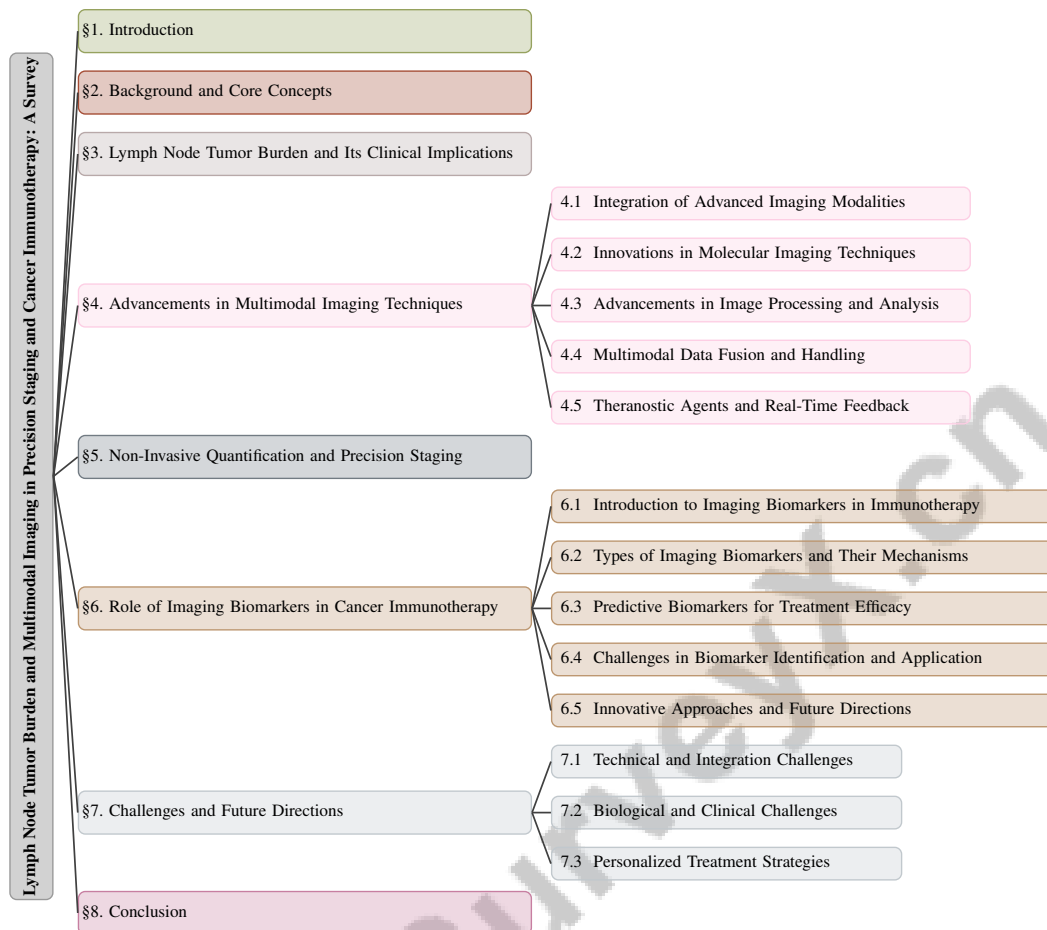 Lymph Node Tumor Burden and Multimodal Imaging in Precision Staging and Cancer Immunotherapy: A Survey
§1. Introduction
§2. Background and Core Concepts
§3. Lymph Node Tumor Burden and Its Clinical Implications
§4. Advancements in Multimodal Imaging Techniques
4.1 Integration of Advanced Imaging Modalities
4.2 Innovations in Molecular Imaging Techniques
4.3 Advancements in Image Processing and Analysis
4.4 Multimodal Data Fusion and Handling
4.5 Theranostic Agents and Real-Time Feedback
§5. Non-Invasive Quantification and Precision Staging
§6. Role of Imaging Biomarkers in Cancer Immunotherapy
6.1 Introduction to Imaging Biomarkers in Immunotherapy
6.2 Types of Imaging Biomarkers and Their Mechanisms
6.3 Predictive Biomarkers for Treatment Efficacy
6.4 Challenges in Biomarker Identification and Application
6.5 Innovative Approaches and Future Directions
§7. Challenges and Future Directions
7.1 Technical and Integration Challenges
7.2 Biological and Clinical Challenges
7.3 Personalized Treatment Strategies
§8. Conclusion
urveyX.cn